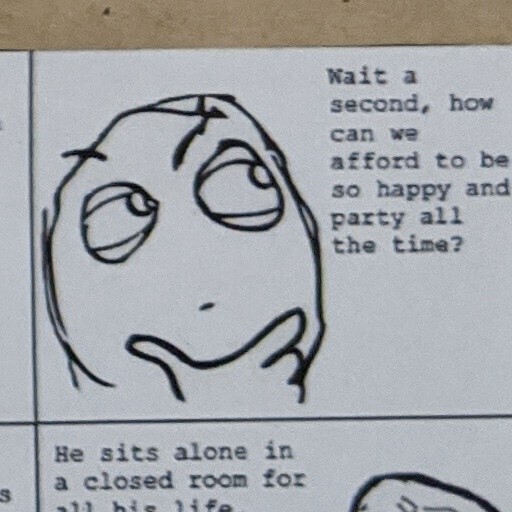 Wait a
second, how
can we
afford to be
so happy and
party all
the time?
He sits alone in
a closed room for
all his life
s